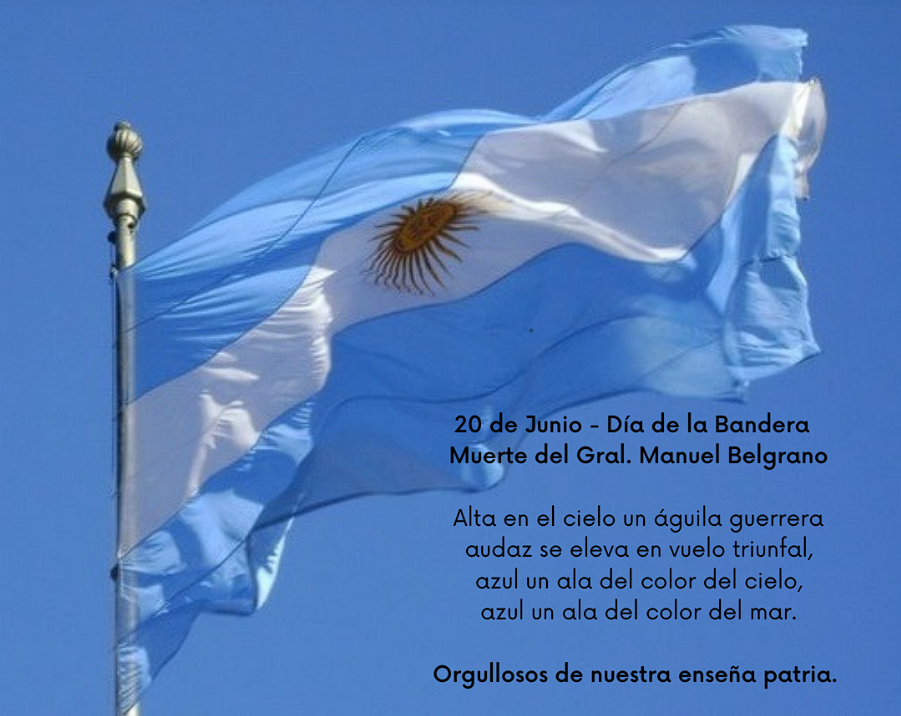 20 de Junio - Día de la Bandera
Muerte del Gral. Manuel Belgrano
Alta en el cielo un águila guerrera
audaz se eleva en vuelo triunfal,
azul un ala del color del cielo,
azul un ala del color del mar.
Orgullosos de nuestra enseña patria.